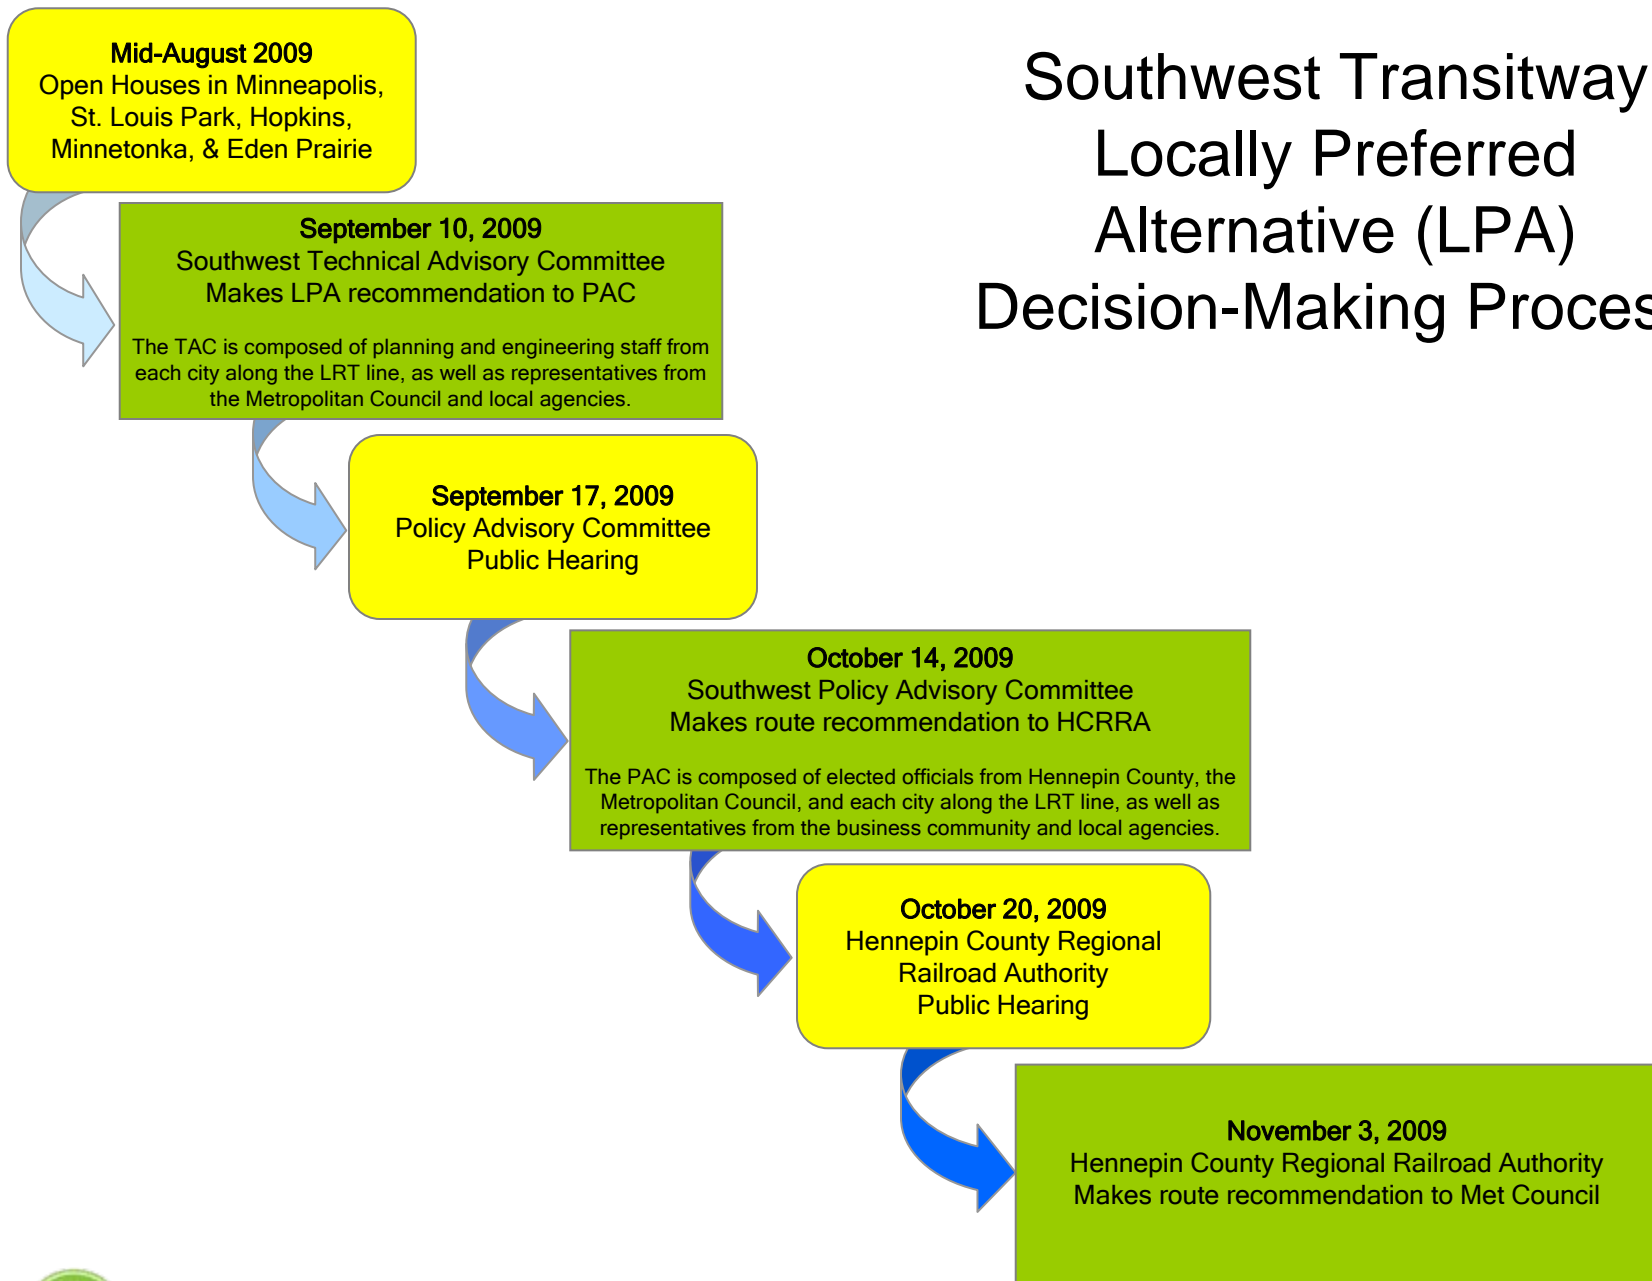 Southwest Transitway
Locally Preferred
Alternative (LPA)
Decision-Making
Mid-August 2009
Open Houses in Minneapolis,
St. Louis Park, Hopkins,
Minnetonka, & Eden Prairie
September 10, 2009
Southwest Technical Advisory Committee
Makes LPA recommendation to PAC
The TAC is composed of planning and engineering staff from
each city along the LRT line, as well as representatives from
the Metropolitan Council and local agencies.
September 17, 2009
Policy Advisory Committee
Public Hearing
October 14, 2009
Southwest Policy Advisory Committee
Makes route recommendation to HCRRA
The PAC is composed of elected officials from Hennepin County, the
Metropolitan Council, and each city along the LRT line, as well as
representatives from the business community and local agencies.
October 20, 2009
Hennepin County Regional
Railroad Authority
Public Hearing
November 3, 2009
Hennepin County Regional Railroad Authority
Makes route recommendation to Met Council